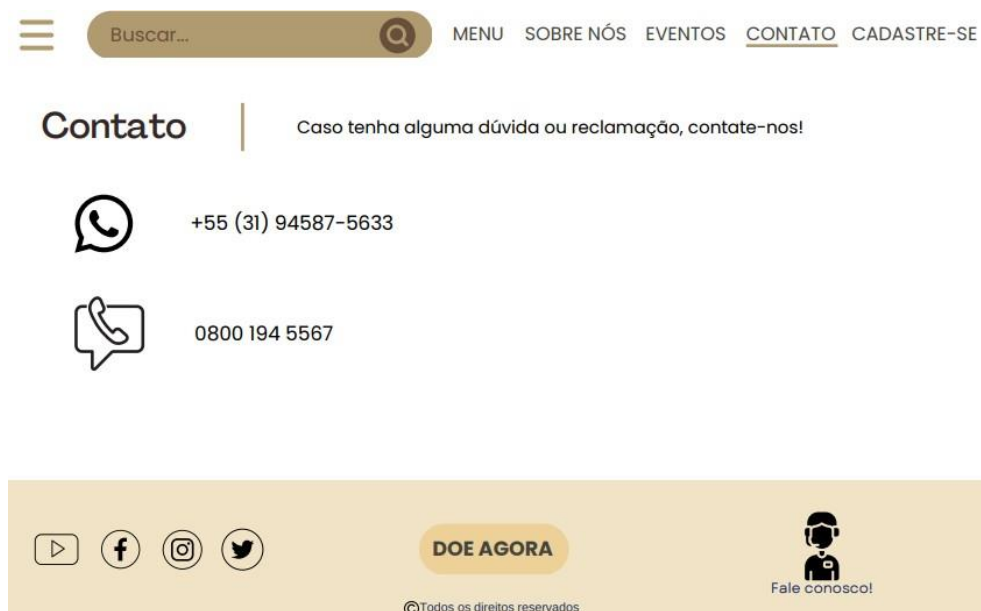 Buscar...
MENU SOBRE NÓS EVENTOS CONTATO CADASTRE-SE
Contato
Caso tenha alguma dúvida ou reclamação, contate-nos!
+55 (31) 94587-5633
0800 194 5567
DOE AGORA
Fale conosco!
©Todos os direitos reservados